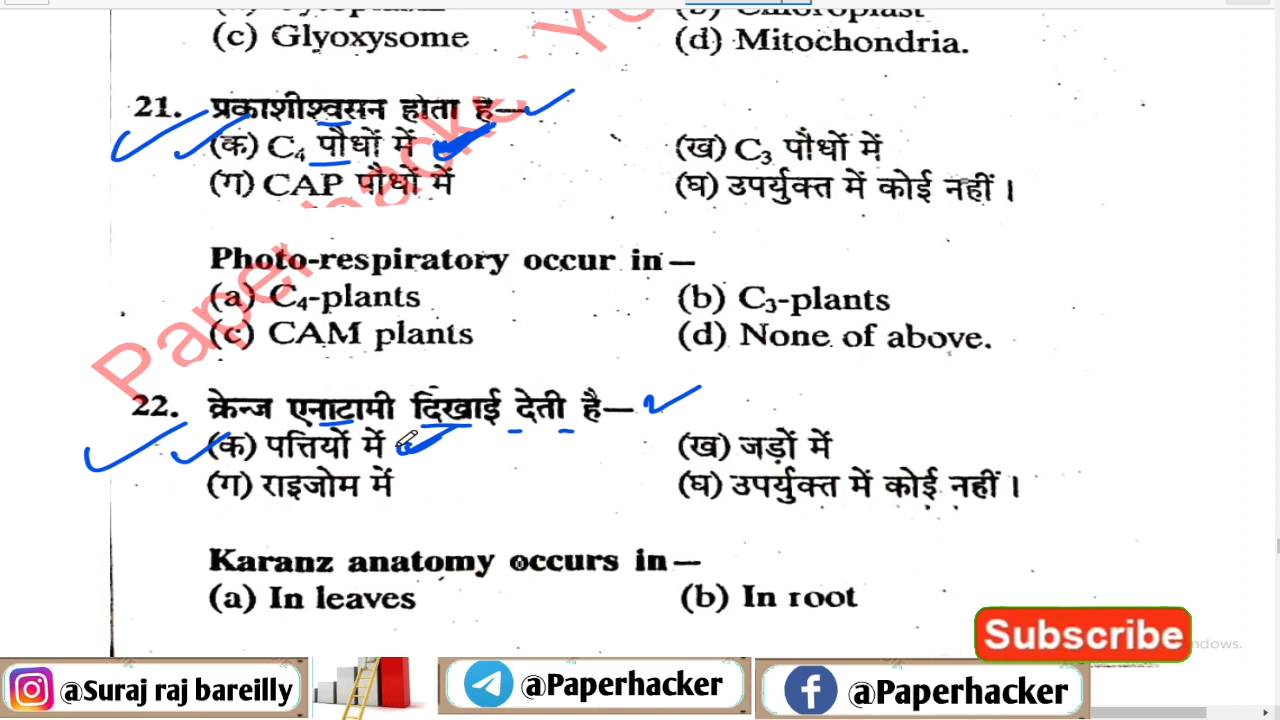 (c) Glyoxysome (d) Mitochondria.
21. प्रकाशीश्वसन होता है—
(क) C₄ पौधों में (ख) C₃ पौधों में
(ग) CAP पौधों में (घ) उपर्युक्त में कोई नहीं।
Photo-respiratory occur in—
(a) C₄-plants (b) C₃-plants
(c) CAM plants (d) None of above.
22. क्रेन्ज एनाटामी दिखाई देती है—
(क) पत्तियों में (ख) जड़ों में
(ग) राइजोम में (घ) उपर्युक्त में कोई नहीं।
Karanz anatomy occurs in—
(a) In leaves (b) In root
Subscribe
ndows.
@Suraj raj bareilly @Paperhacker @Paperhacker